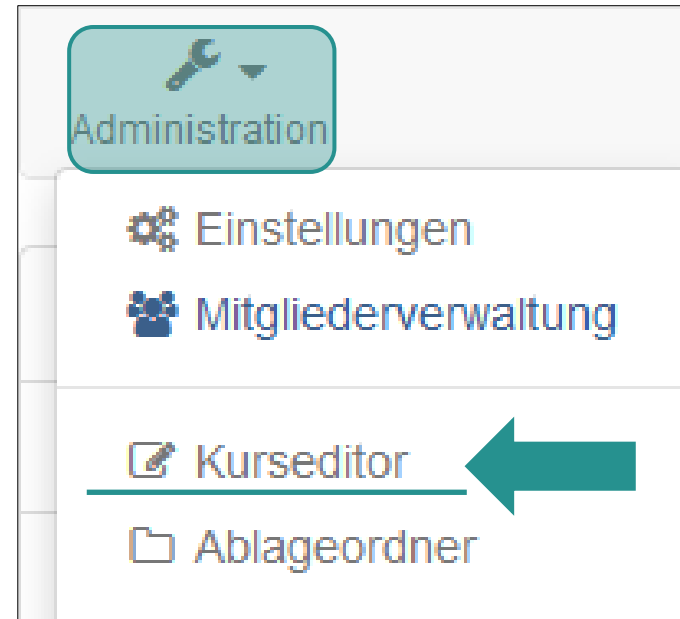 Administration
Einstellungen
Mitgliederverwaltung
Kurseditor
Ablageordner